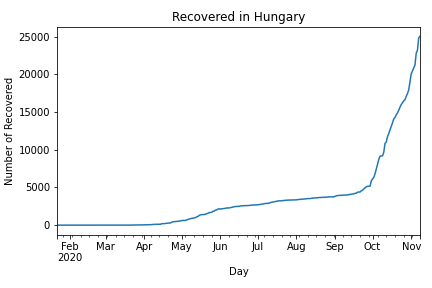 Recovered in Hungary
Number of Recovered
25000
20000
15000
10000
5000
0
Feb Mar Apr May Jun Jul Aug Sep Oct Nov
2020
Day